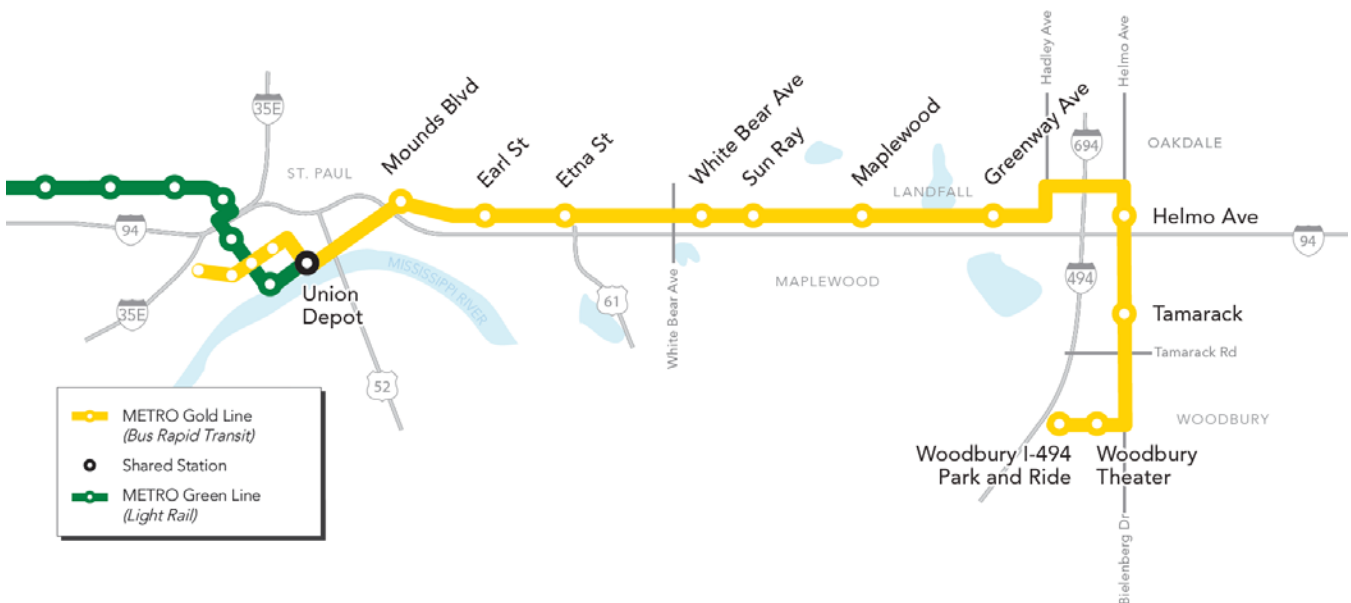 Hadley Ave
Helmo Ave
35E
ST. PAUL
Mounds Blvd
Earl St
Etna St
White Bear Ave
Sun Ray
Maplewood
Greenway Ave
694
OAKDALE
LANDFALL
94
Helmo Ave
94
MISSISSIPPI RIVER
MAPLEWOOD
494
Union
Depot
35E
61
White Bear Ave
Tamarack
Tamarack Rd
52
METRO Gold Line
(Bus Rapid Transit)
Shared Station
METRO Green Line
(Light Rail)
WOODBURY
Woodbury I-494
Park and Ride
Woodbury
Theater
Bielenberg Dr